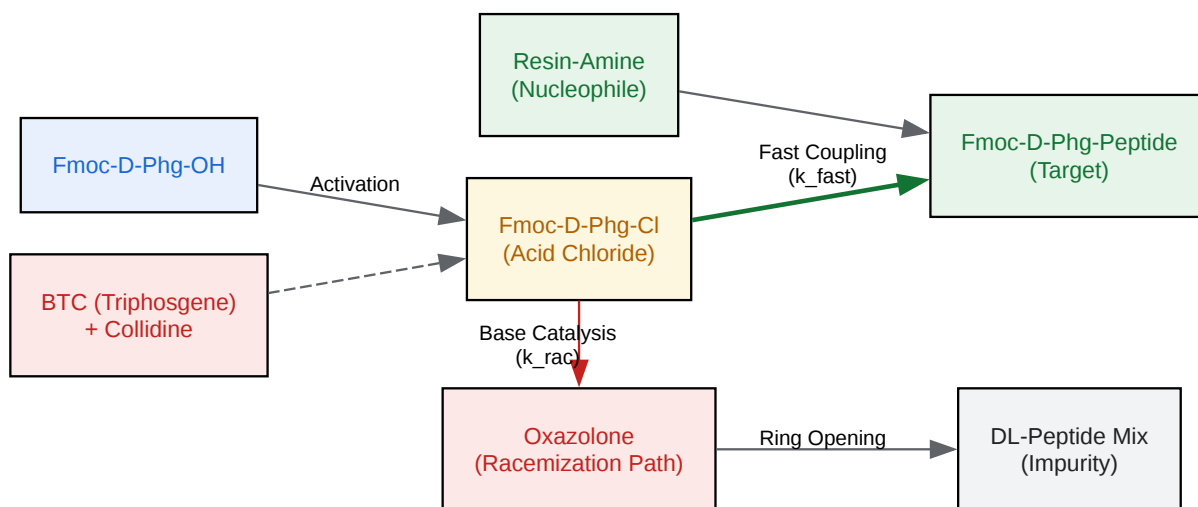 Resin-Amine
(Nucleophile)
Fmoc-D-Phg-OH
Activation
BTC (Triphosgene)
+ Collidine
Fmoc-D-Phg-Cl
(Acid Chloride)
Fast Coupling
(k_fast)
Fmoc-D-Phg-Peptide
(Target)
Base Catalysis
(k_rac)
Oxazolone
(Racemization Path)
Ring Opening
DL-Peptide Mix
(Impurity)